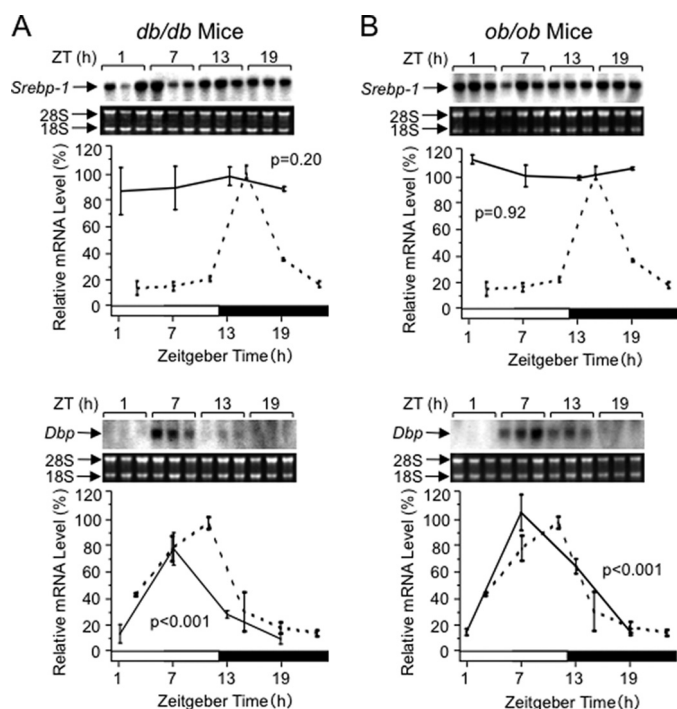 A
db/db Mice
ZT (h) 1 7 13 19
Srebp-1
28S
18S
Relative mRNA Level (%)
120
100
80
60
40
20
0
p=0.20
1 7 13 19
Zeitgeber Time(h)
B
ob/ob Mice
ZT (h) 1 7 13 19
Srebp-1
28S
18S
Relative mRNA Level (%)
120
100
80
60
40
20
0
p=0.92
1 7 13 19
Zeitgeber Time(h)
ZT (h) 1 7 13 19
Dbp
28S
18S
Relative mRNA Level (%)
120
100
80
60
40
20
0
p<0.001
1 7 13 19
Zeitgeber Time(h)
ZT (h) 1 7 13 19
Dbp
28S
18S
Relative mRNA Level (%)
120
100
80
60
40
20
0
p<0.001
1 7 13 19
Zeitgeber Time(h)